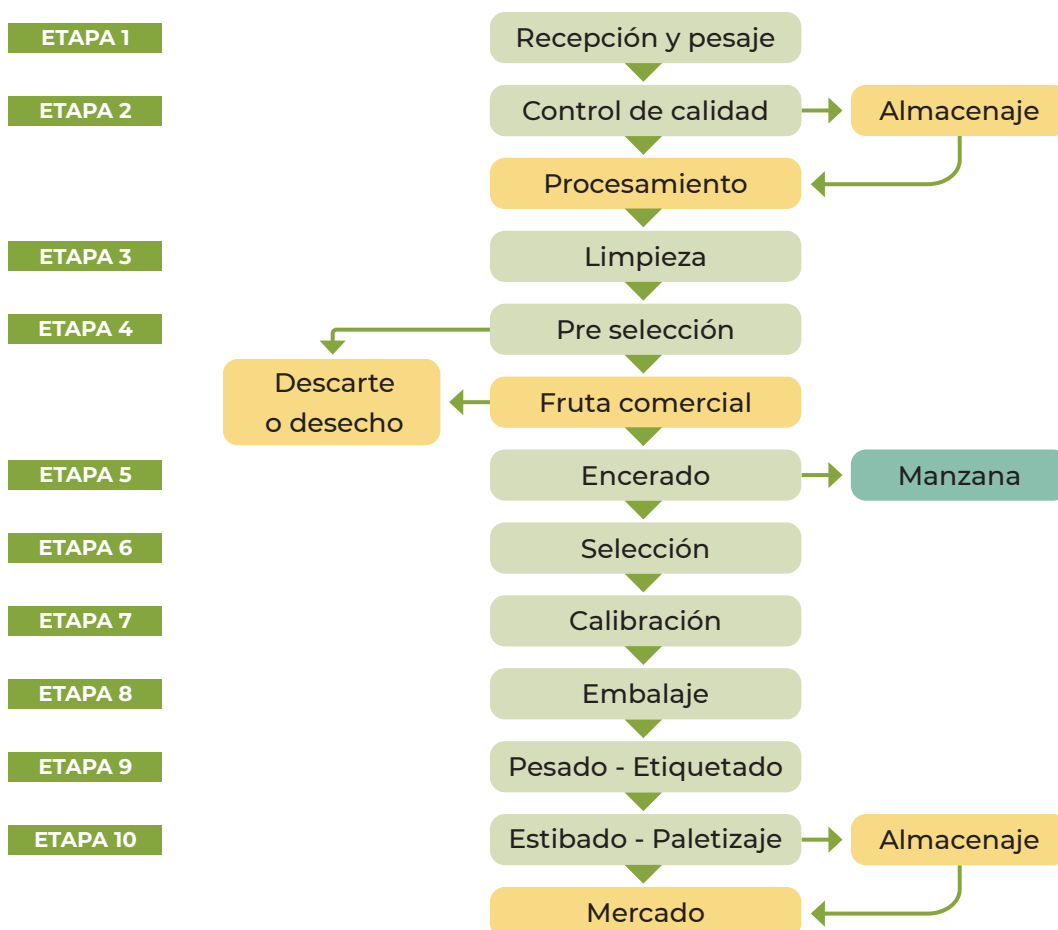 ETAPA 1
Recepción y pesaje
ETAPA 2
Control de calidad
Almacenaje
Procesamiento
ETAPA 3
Limpieza
ETAPA 4
Pre selección
Descarte
o desecho
Fruta comercial
ETAPA 5
Encerado
Manzana
ETAPA 6
Selección
ETAPA 7
Calibración
ETAPA 8
Embalaje
ETAPA 9
Pesado - Etiquetado
ETAPA 10
Estibado - Paletizaje
Almacenaje
Mercado